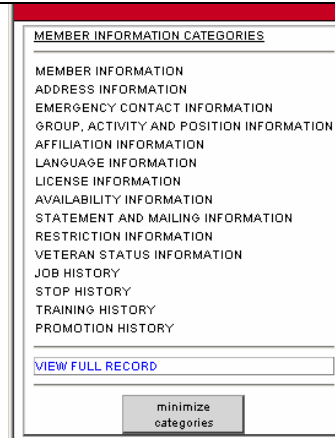 MEMBER INFORMATION CATEGORIES
MEMBER INFORMATION
ADDRESS INFORMATION
EMERGENCY CONTACT INFORMATION
GROUP, ACTIVITY AND POSITION INFORMATION
AFFILIATION INFORMATION
LANGUAGE INFORMATION
LICENSE INFORMATION
AVAILABILITY INFORMATION
STATEMENT AND MAILING INFORMATION
RESTRICTION INFORMATION
VETERAN STATUS INFORMATION
JOB HISTORY
STOP HISTORY
TRAINING HISTORY
PROMOTION HISTORY
VIEW FULL RECORD
minimize
categories